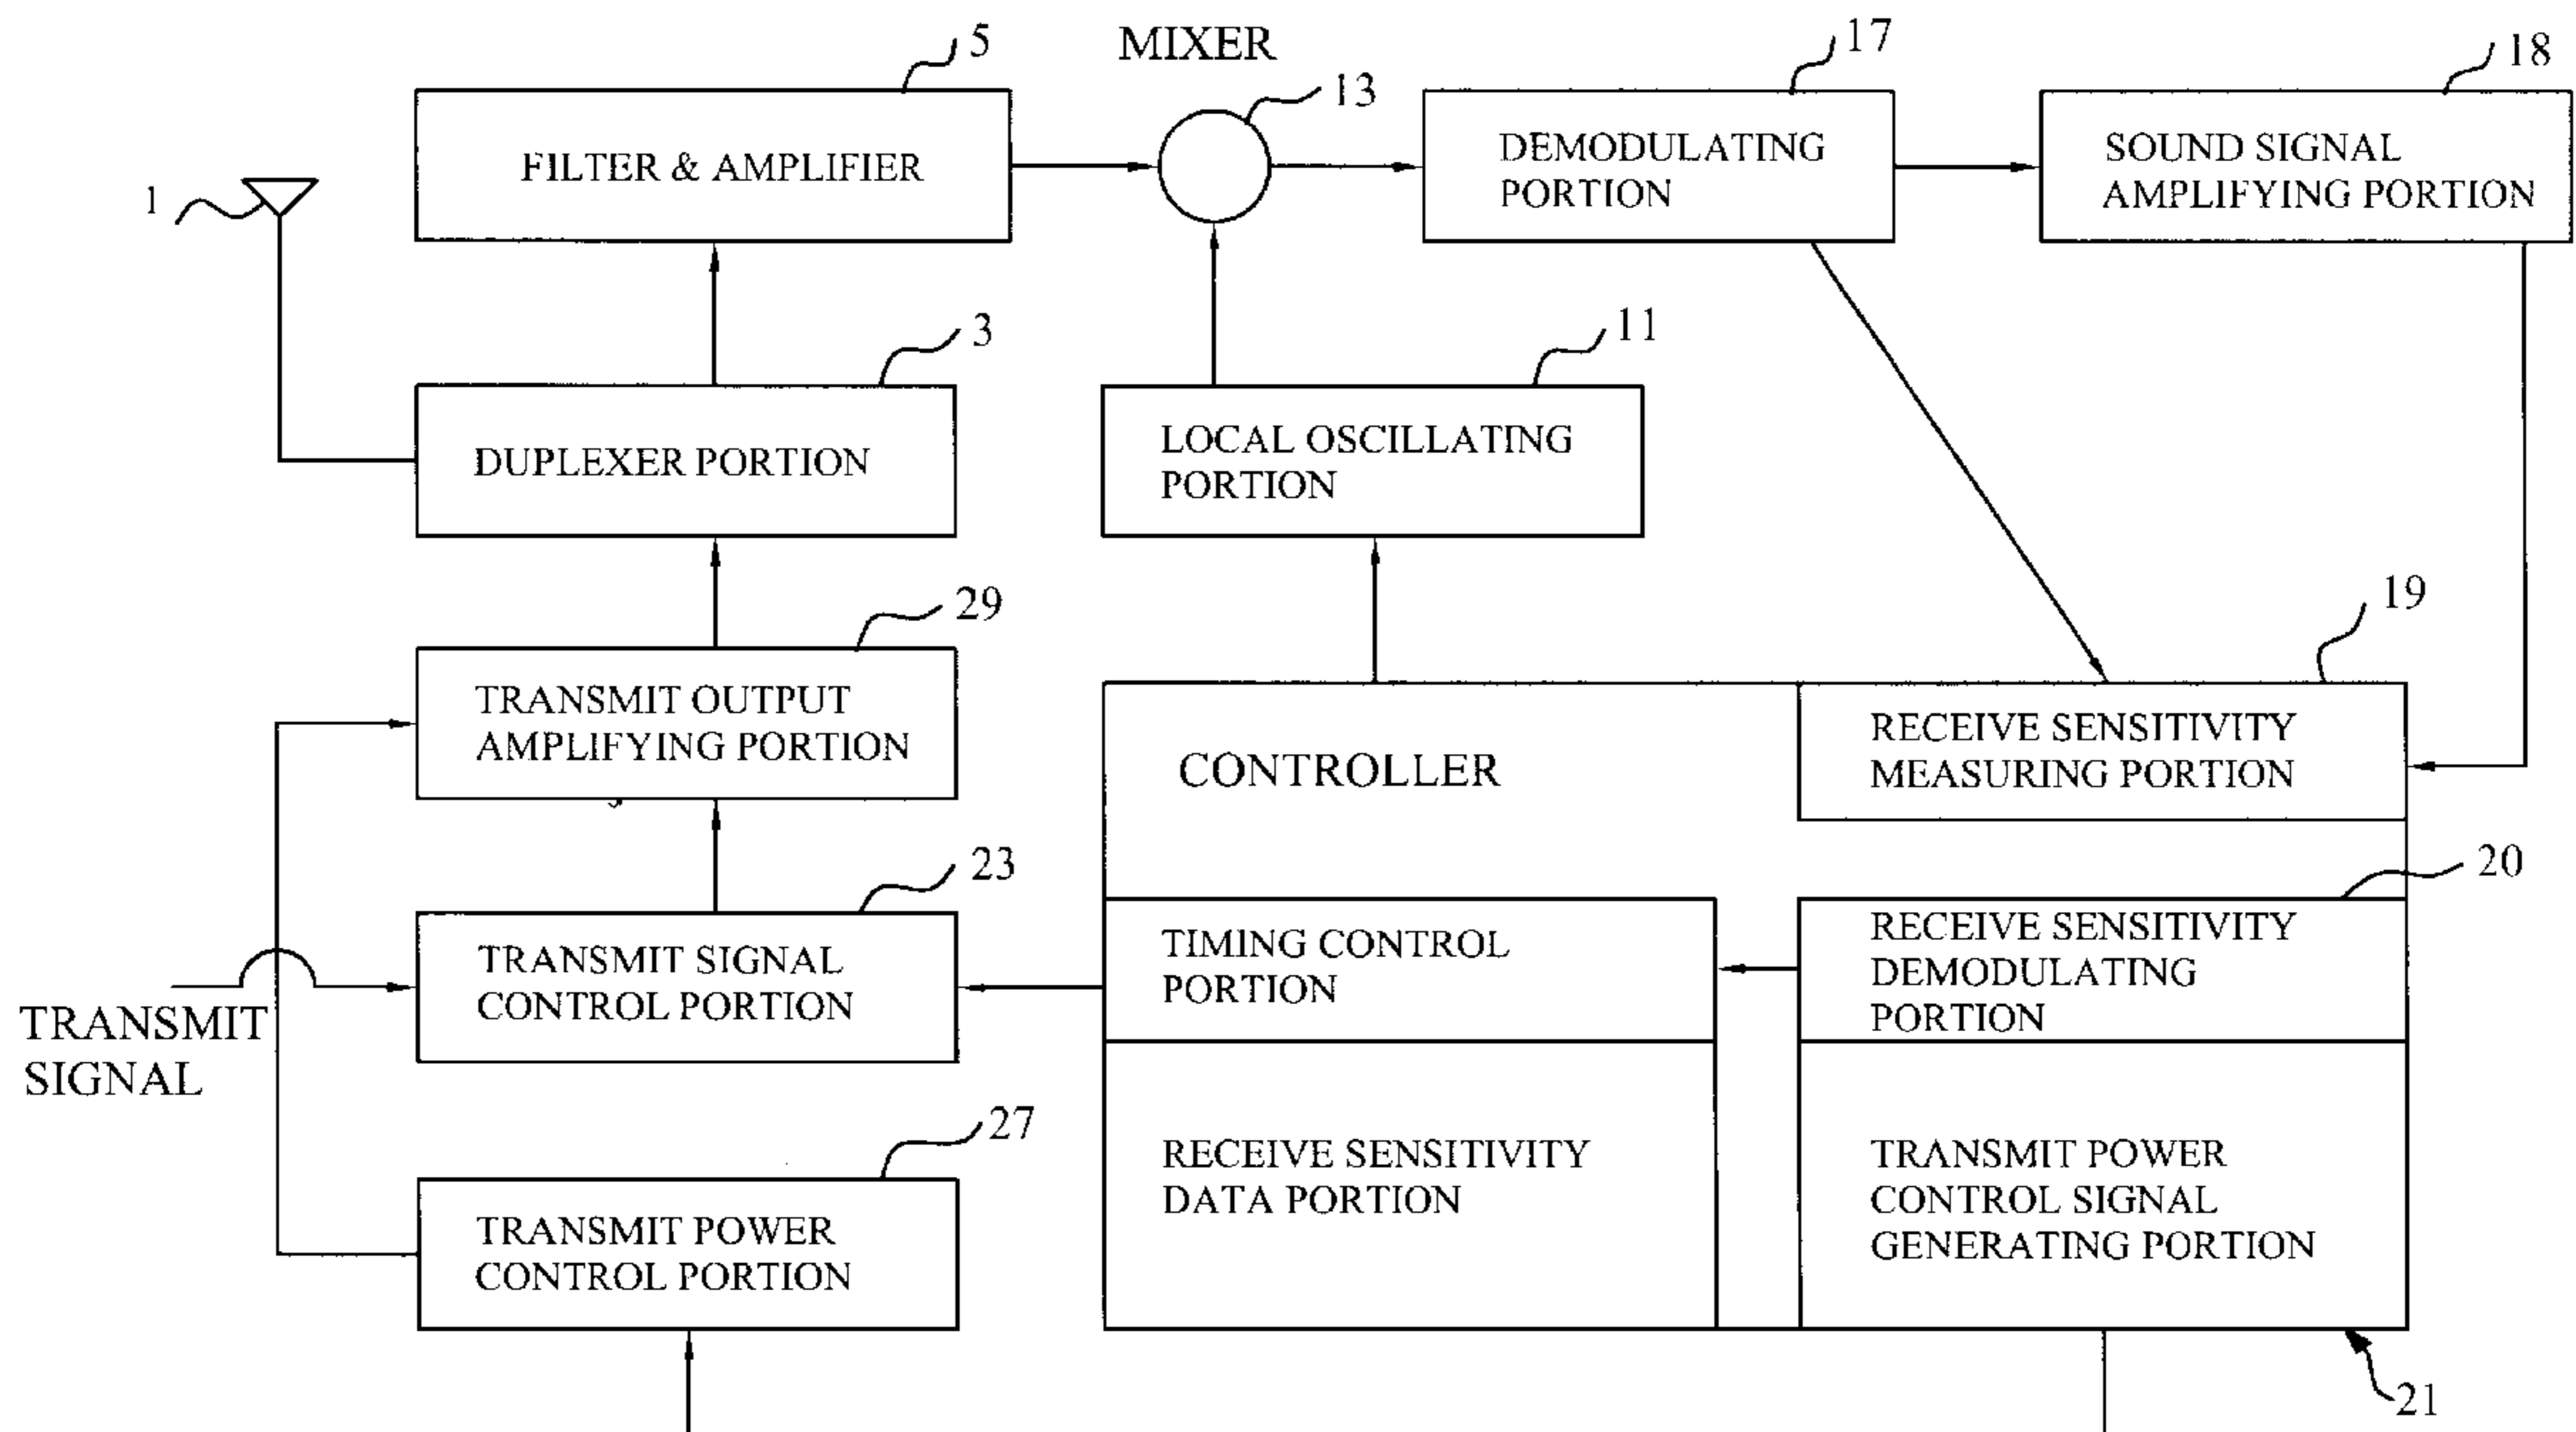 5
MIXER
13
17
18
FILTER & AMPLIFIER
DEMODULATING
PORTION
SOUND SIGNAL
AMPLIFYING PORTION
1
3
11
DUPLEXER PORTION
LOCAL OSCILLATING
PORTION
29
19
TRANSMIT OUTPUT
AMPLIFYING PORTION
CONTROLLER
RECEIVE SENSITIVITY
MEASURING PORTION
23
20
TRANSMIT SIGNAL
CONTROL PORTION
TIMING CONTROL
PORTION
RECEIVE SENSITIVITY
DEMODULATING
PORTION
TRANSMIT
SIGNAL
27
TRANSMIT POWER
CONTROL PORTION
RECEIVE SENSITIVITY
DATA PORTION
TRANSMIT POWER
CONTROL SIGNAL
GENERATING PORTION
21